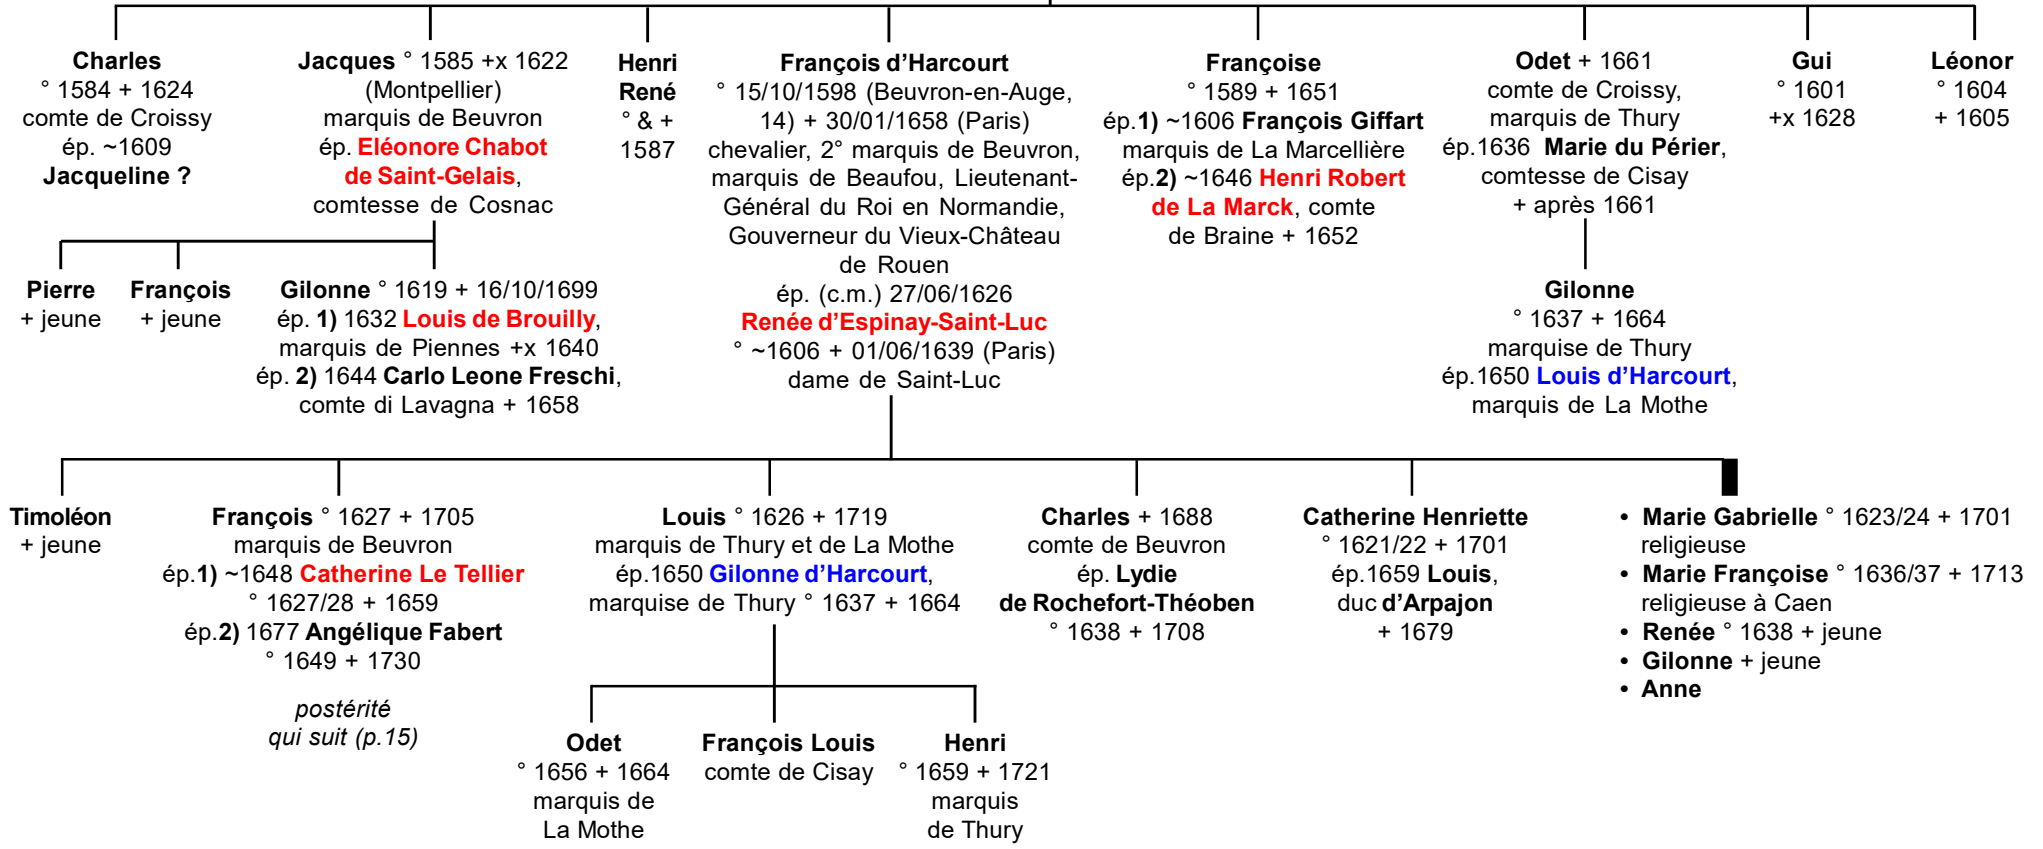 Charles
° 1584 + 1624
comte de Croissy
ép. ~1609
Jacqueline ?
Jacques ° 1585 +x 1622
(Montpellier)
marquis de Beuvron
ép. Eléonore Chabot
de Saint-Gelais,
comtesse de Cosnac
Henri
René
° & +
1587
François d’Harcourt
° 15/10/1598 (Beuvron-en-Auge,
14) + 30/01/1658 (Paris)
chevalier, 2° marquis de Beuvron,
marquis de Beaufou, Lieutenant-
Général du Roi en Normandie,
Gouverneur du Vieux-Château
de Rouen
ép. (c.m.) 27/06/1626
Renée d’Espinay-Saint-Luc
° ~1606 + 01/06/1639 (Paris)
dame de Saint-Luc
Françoise
° 1589 + 1651
ép.1) ~1606 François Giffart
marquis de La Marcellière
ép.2) ~1646 Henri Robert
de La Marck, comte
de Braine + 1652
Odet + 1661
comte de Croissy,
marquis de Thury
ép.1636 Marie du Périer,
comtesse de Cisay
+ après 1661
Gui
° 1601
+x 1628
Léonor
° 1604
+ 1605
Pierre
+ jeune
François
+ jeune
Gilonne ° 1619 + 16/10/1699
ép. 1) 1632 Louis de Brouilly,
marquis de Piennes +x 1640
ép. 2) 1644 Carlo Leone Freschi,
comte di Lavagna + 1658
Gilonne
° 1637 + 1664
marquise de Thury
ép.1650 Louis d’Harcourt,
marquis de La Mothe
Timoléon
+ jeune
François ° 1627 + 1705
marquis de Beuvron
ép.1) ~1648 Catherine Le Tellier
° 1627/28 + 1659
ép.2) 1677 Angélique Fabert
° 1649 + 1730
postérité
qui suit (p.15)
Louis ° 1626 + 1719
marquis de Thury et de La Mothe
ép.1650 Gilonne d’Harcourt,
marquise de Thury ° 1637 + 1664
Charles + 1688
comte de Beuvron
ép. Lydie
de Rochefort-Théoben
° 1638 + 1708
Catherine Henriette
° 1621/22 + 1701
ép.1659 Louis,
duc d’Arpajon
+ 1679
• Marie Gabrielle ° 1623/24 + 1701
religieuse
• Marie Françoise ° 1636/37 + 1713
religieuse à Caen
• Renée ° 1638 + jeune
• Gilonne + jeune
• Anne
Odet
° 1656 + 1664
marquis de
La Mothe
François Louis
comte de Cisay
Henri
° 1659 + 1721
marquis
de Thury